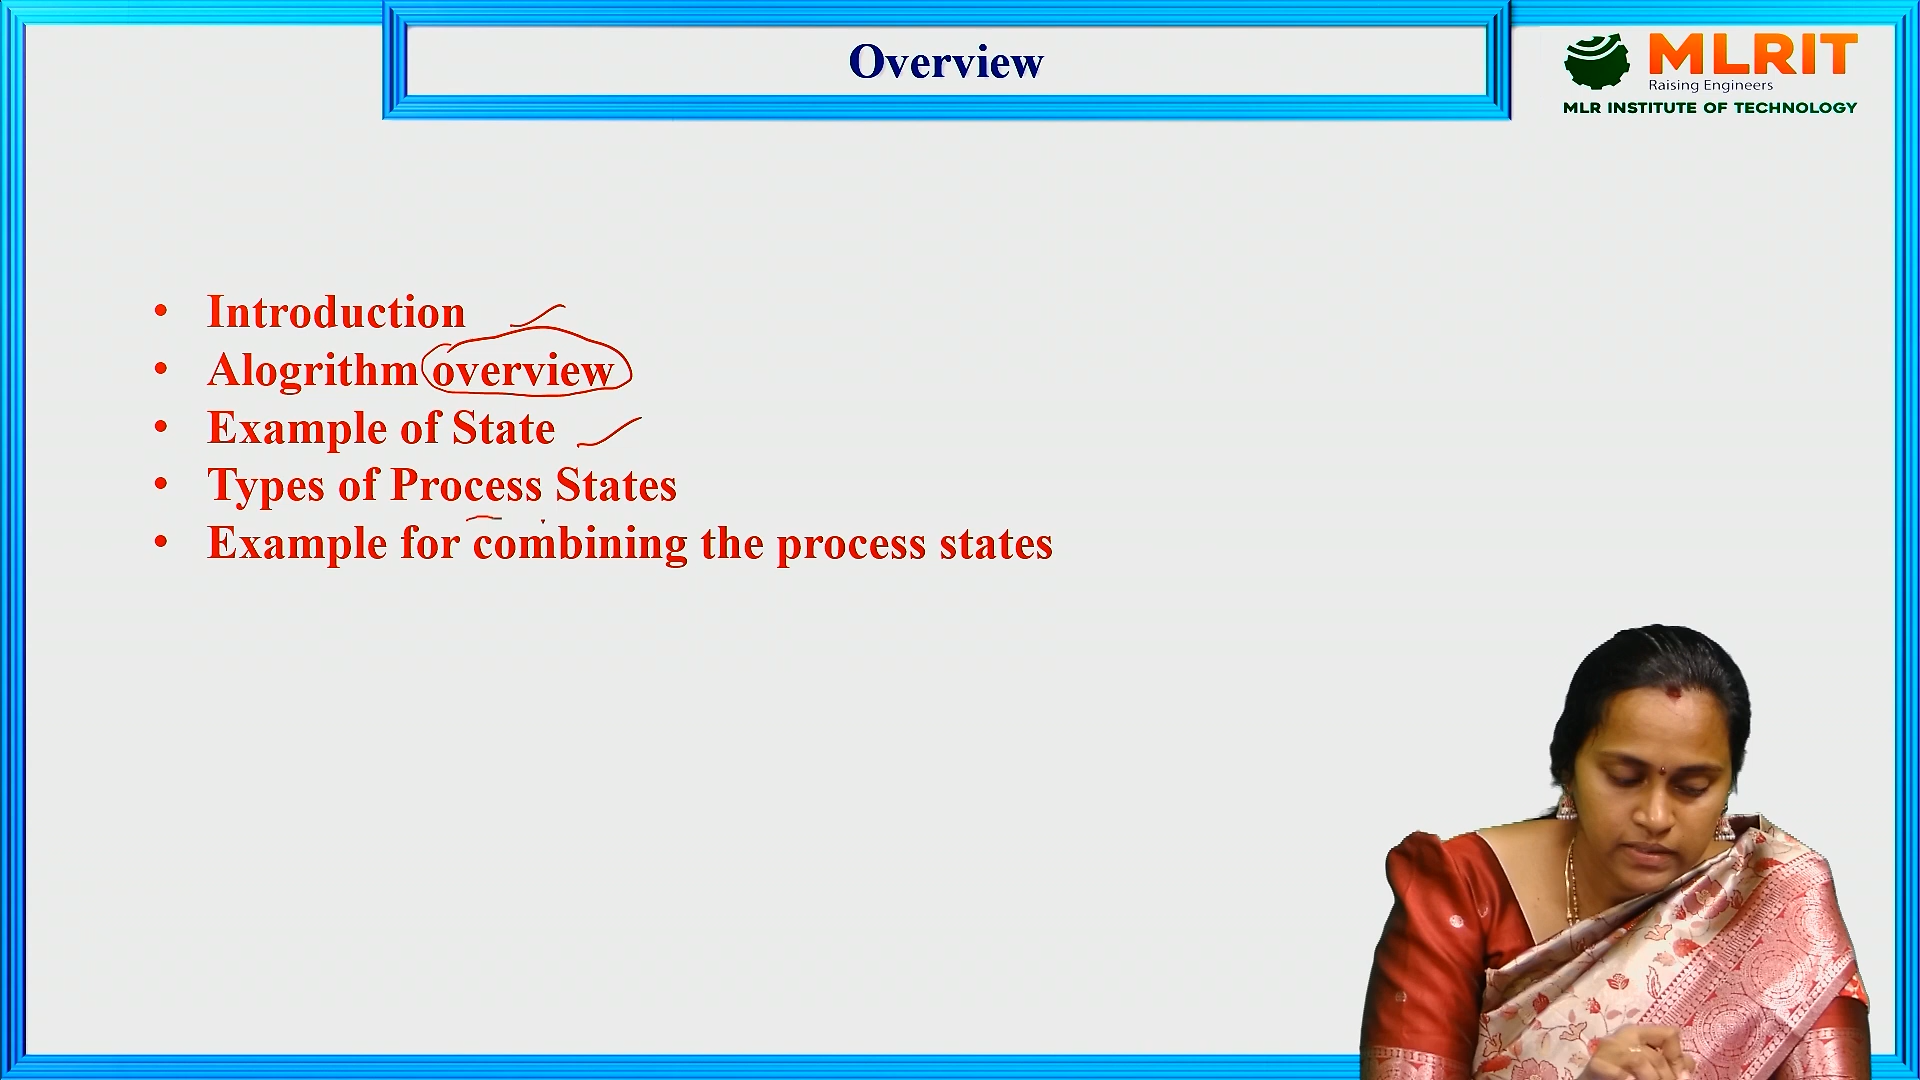 Overview
MLRIT
Raising Engineers
MLR INSTITUTE OF TECHNOLOGY
• Introduction
• Alogrithm overview
• Example of State
• Types of Process States
• Example for combining the process states